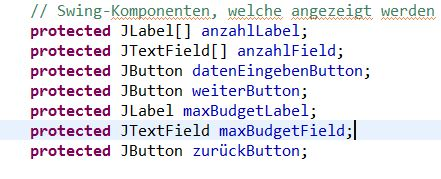 // Swing-Komponenten, welche angezeigt werden
protected JLabel[] anzahlLabel;
protected JTextField[] anzahlField;
protected JButton datenEingebenButton;
protected JButton weiterButton;
protected JLabel maxBudgetLabel;
protected JTextField maxBudgetField;
protected JButton zurückButton;